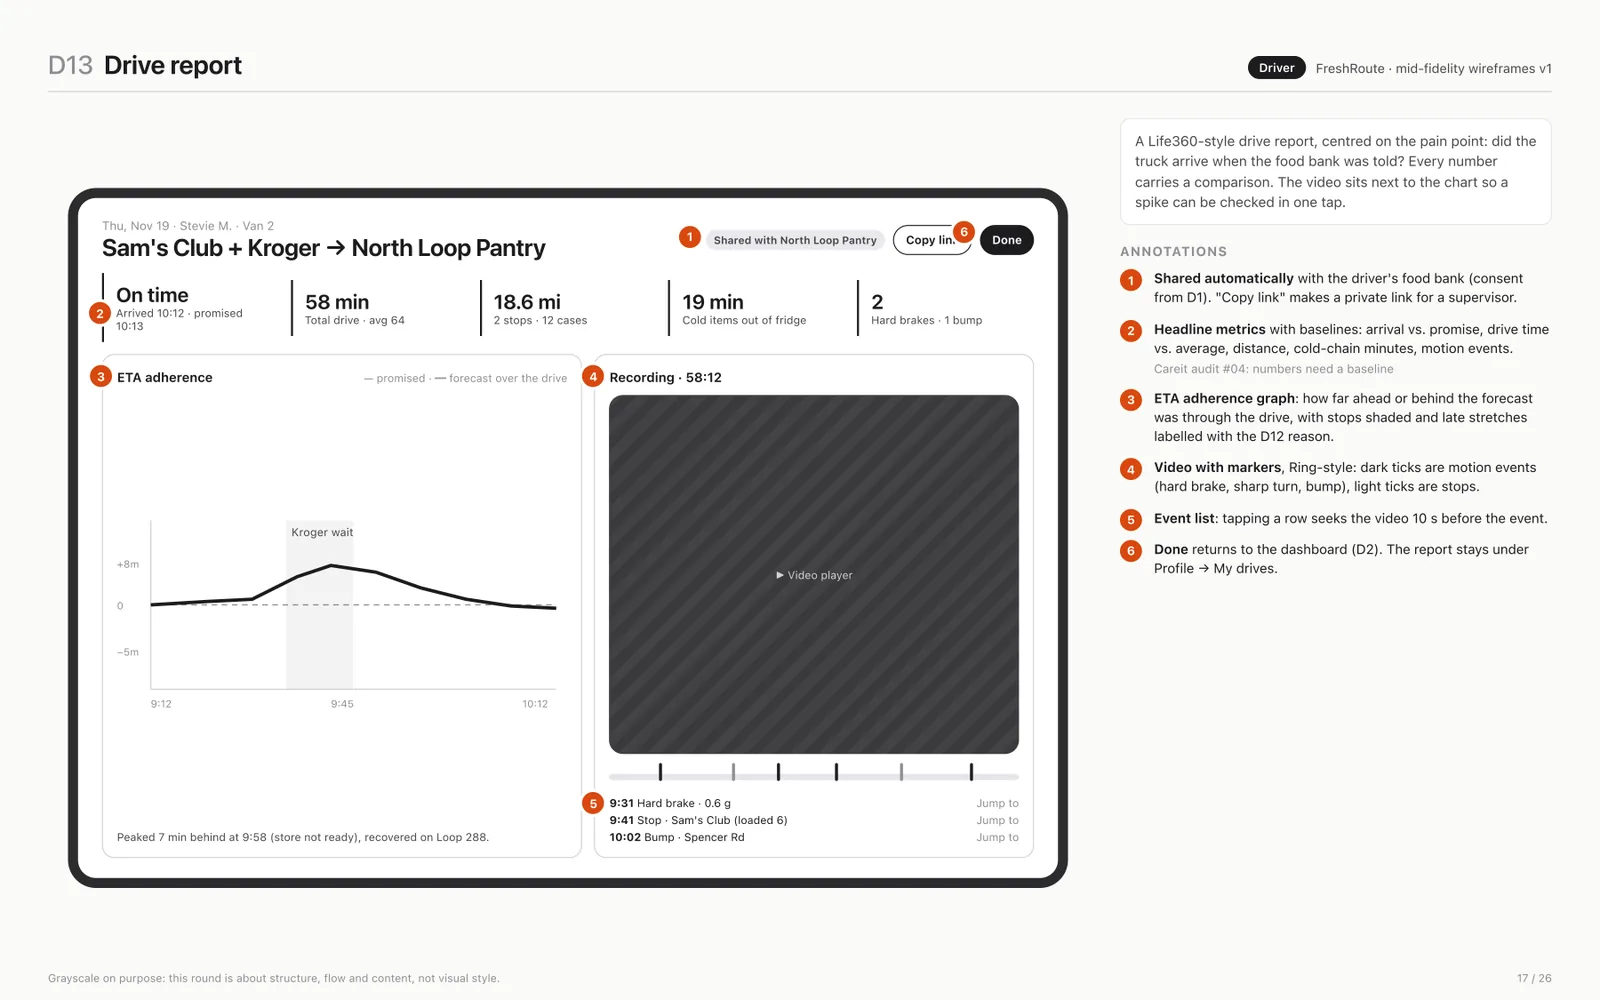 D13 Drive report
Driver FreshRoute · mid-fidelity wireframes v1
Thu, Nov 19 · Stevie M. · Van 2
Sam's Club + Kroger → North Loop Pantry
1 Shared with North Loop Pantry
Copy lin
6
Done
On time
2 Arrived 10:12 · promised
10:13
58 min
Total drive · avg 64
18.6 mi
2 stops · 12 cases
19 min
Cold items out of fridge
2
Hard brakes · 1 bump
3 ETA adherence
— promised · — forecast over the drive
Kroger wait
+8m
0
−5m
9:12 9:45 10:12
Peaked 7 min behind at 9:58 (store not ready), recovered on Loop 288.
4 Recording · 58:12
▶ Video player
5 9:31 Hard brake · 0.6 g Jump to
9:41 Stop · Sam's Club (loaded 6) Jump to
10:02 Bump · Spencer Rd Jump to
A Life360-style drive report, centred on the pain point: did the
truck arrive when the food bank was told? Every number
carries a comparison. The video sits next to the chart so a
spike can be checked in one tap.
ANNOTATIONS
1 Shared automatically with the driver's food bank (consent
from D1). "Copy link" makes a private link for a supervisor.
2 Headline metrics with baselines: arrival vs. promise, drive time
vs. average, distance, cold-chain minutes, motion events.
Careit audit #04: numbers need a baseline
3 ETA adherence graph: how far ahead or behind the forecast
was through the drive, with stops shaded and late stretches
labelled with the D12 reason.
4 Video with markers, Ring-style: dark ticks are motion events
(hard brake, sharp turn, bump), light ticks are stops.
5 Event list: tapping a row seeks the video 10 s before the event.
6 Done returns to the dashboard (D2). The report stays under
Profile → My drives.
Grayscale on purpose: this round is about structure, flow and content, not visual style.
17 / 26